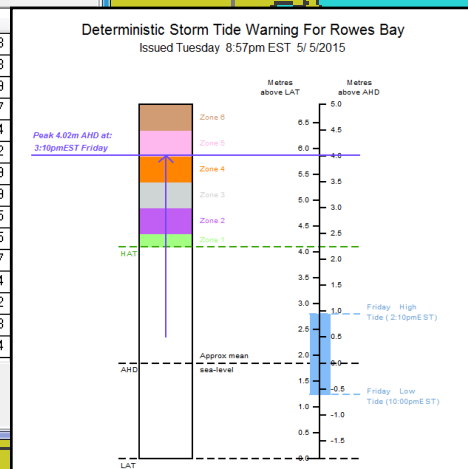 Deterministic Storm Tide Warning For Rowes Bay
Issued Tuesday 8:57pm EST 5/ 5/2015
Metres above LAT
Metres above AHD
Peak 4.02m AHD at:
3:10pmEST Friday
Zone 6
Zone 5
Zone 4
Zone 3
Zone 2
Zone 1
HAT
AHD
LAT
Approx mean
sea-level
6.5
6.0
5.5
5.0
4.5
4.0
3.5
3.0
2.5
2.0
1.5
1.0
0.5
0.0
5.0
4.5
4.0
3.5
3.0
2.5
2.0
1.5
1.0
0.5
0.0
-0.5
-1.0
-1.5
Friday High
Tide ( 2:10pmEST)
Friday Low
Tide (10:00pmEST)